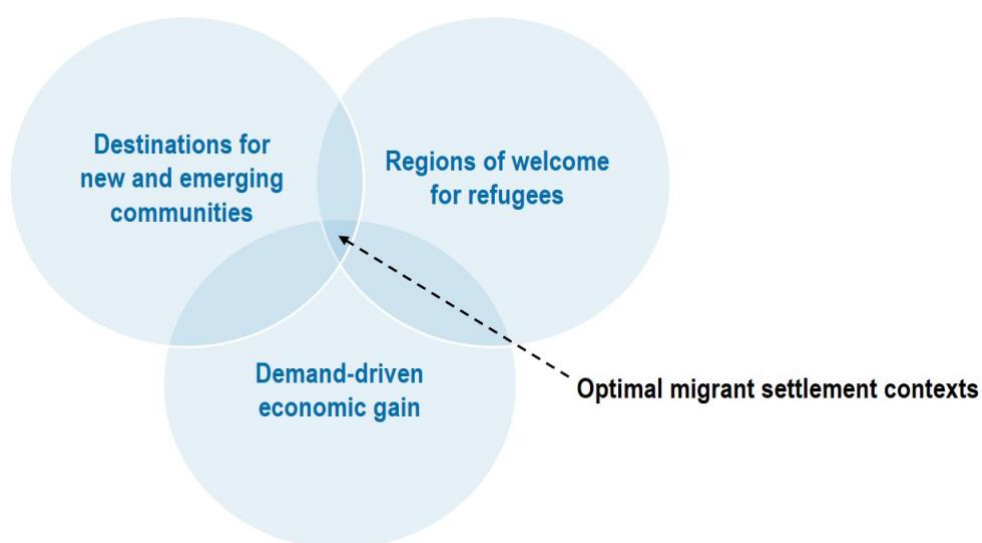 Destinations for
new and emerging
communities
Regions of welcome
for refugees
Demand-driven
economic gain
Optimal migrant settlement contexts